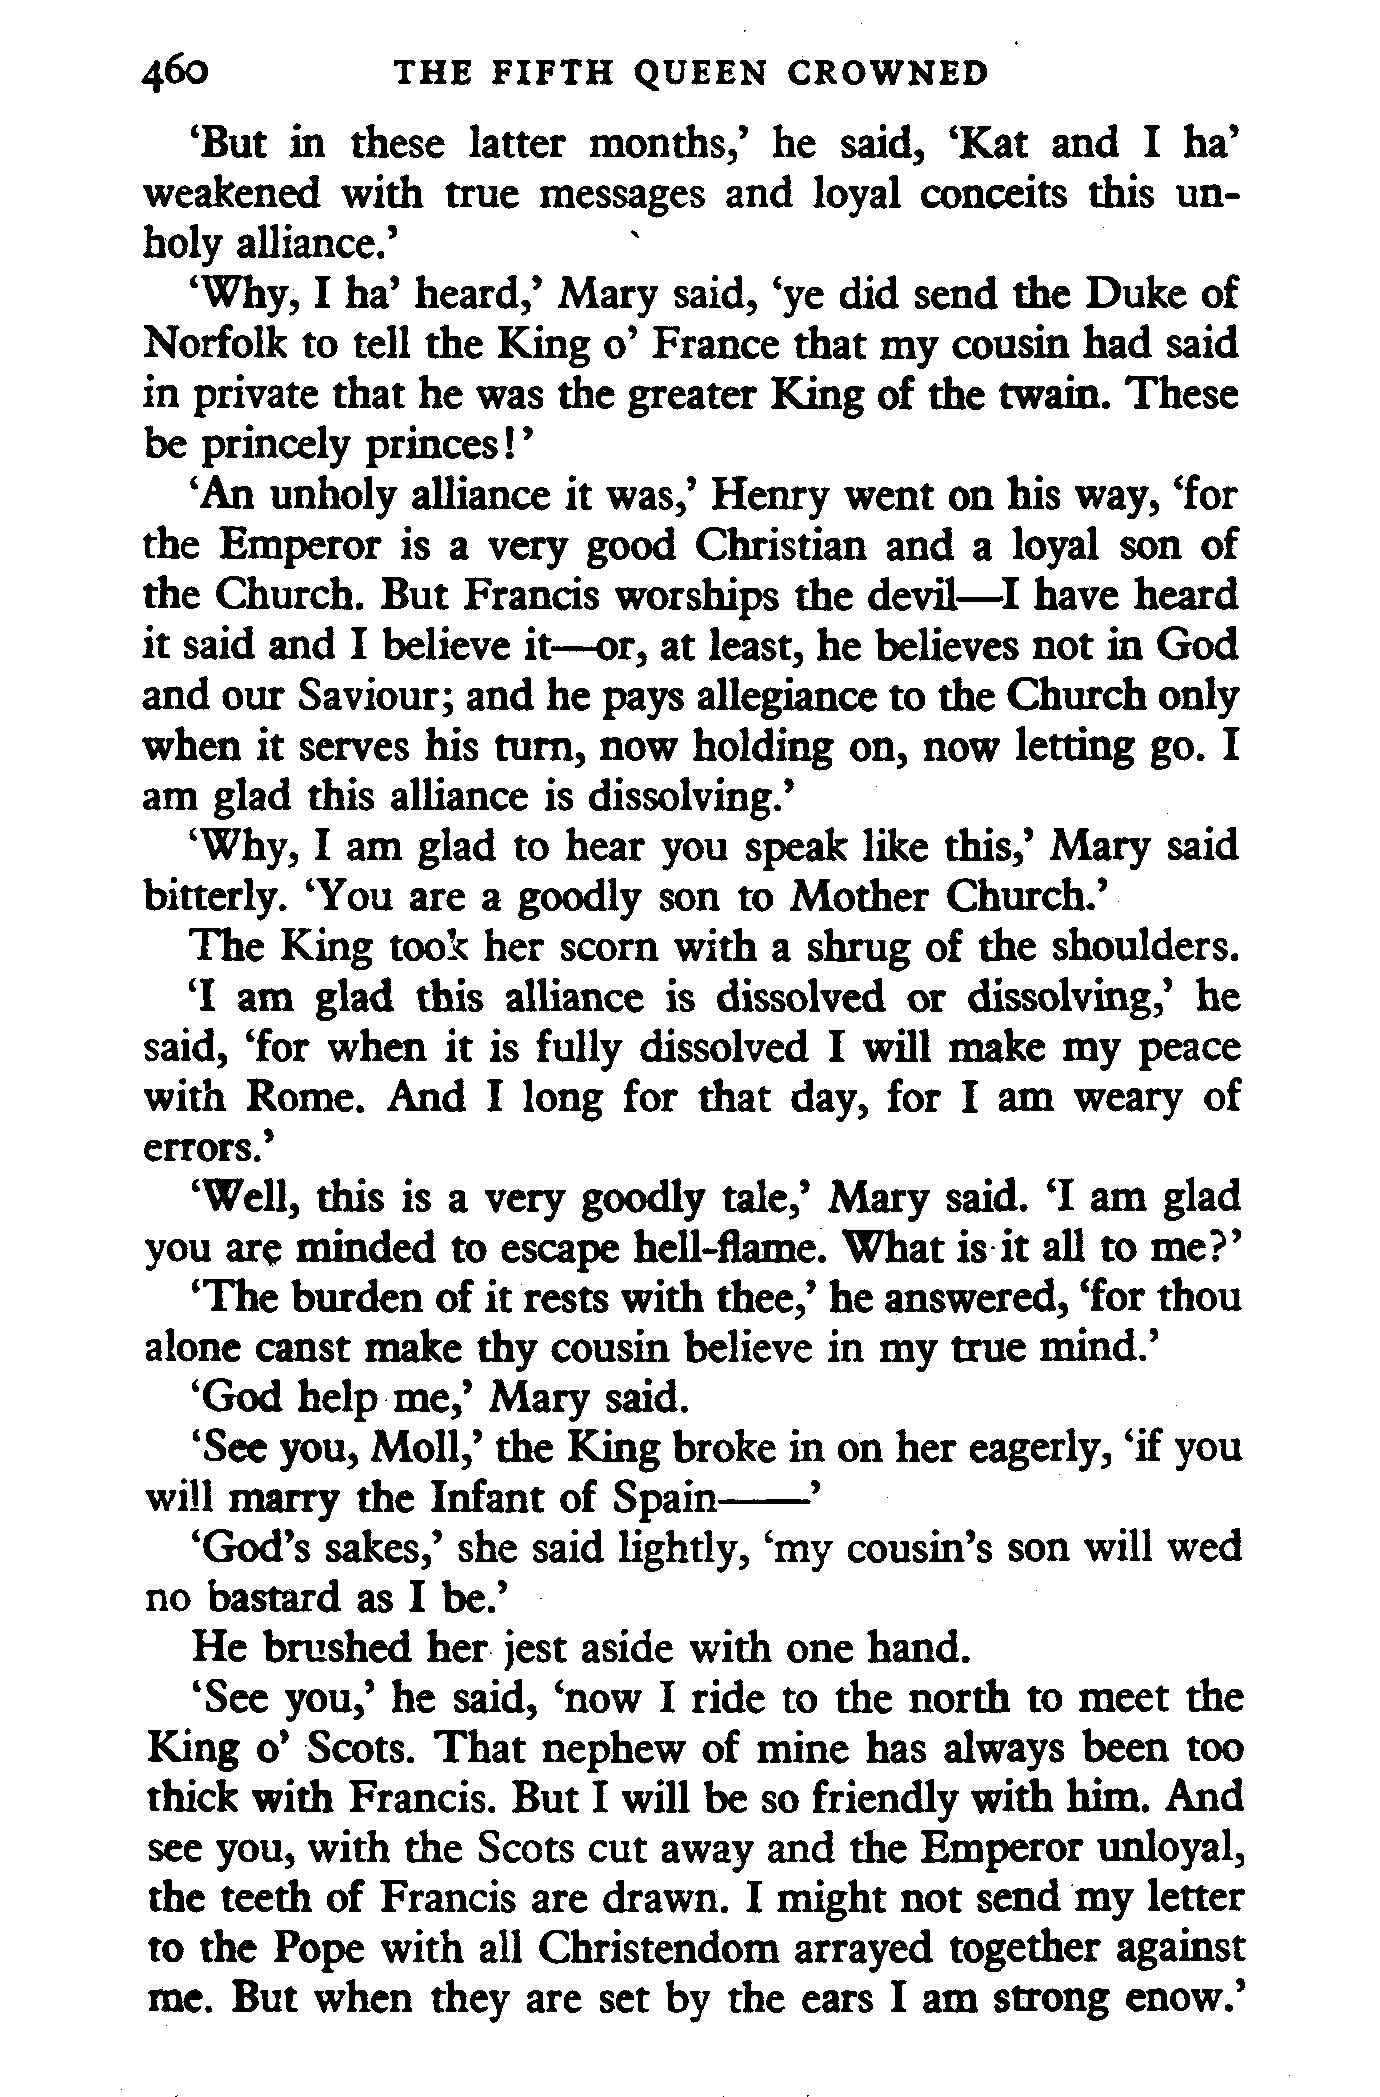 460 THE FIFTH QUEEN CROWNED
‘But in these latter months,’ he said, ‘Kat and I ha’
weakened with true messages and loyal conceits this un-
holy alliance.’
‘Why, I ha’ heard,’ Mary said, ‘ye did send the Duke of
Norfolk to tell the King o’ France that my cousin had said
in private that he was the greater King of the twain. These
be princely princes!’
‘An unholy alliance it was,’ Henry went on his way, ‘for
the Emperor is a very good Christian and a loyal son of
the Church. But Francis worships the devil—I have heard
it said and I believe it—or, at least, he believes not in God
and our Saviour; and he pays allegiance to the Church only
when it serves his turn, now holding on, now letting go. I
am glad this alliance is dissolving.’
‘Why, I am glad to hear you speak like this,’ Mary said
bitterly. ‘You are a goodly son to Mother Church.’
The King took her scorn with a shrug of the shoulders.
‘I am glad this alliance is dissolved or dissolving,’ he
said, ‘for when it is fully dissolved I will make my peace
with Rome. And I long for that day, for I am weary of
errors.’
‘Well, this is a very goodly tale,’ Mary said. ‘I am glad
you are minded to escape hell-flame. What is it all to me?’
‘The burden of it rests with thee,’ he answered, ‘for thou
alone canst make thy cousin believe in my true mind.’
‘God help me,’ Mary said.
‘See you, Moll,’ the King broke in on her eagerly, ‘if you
will marry the Infant of Spain——’
‘God’s sakes,’ she said lightly, ‘my cousin’s son will wed
no bastard as I be.’
He brushed her jest aside with one hand.
‘See you,’ he said, ‘now I ride to the north to meet the
King o’ Scots. That nephew of mine has always been too
thick with Francis. But I will be so friendly with him. And
see you, with the Scots cut away and the Emperor unloyal,
the teeth of Francis are drawn. I might not send my letter
to the Pope with all Christendom arrayed together against
me. But when they are set by the ears I am strong enow.’